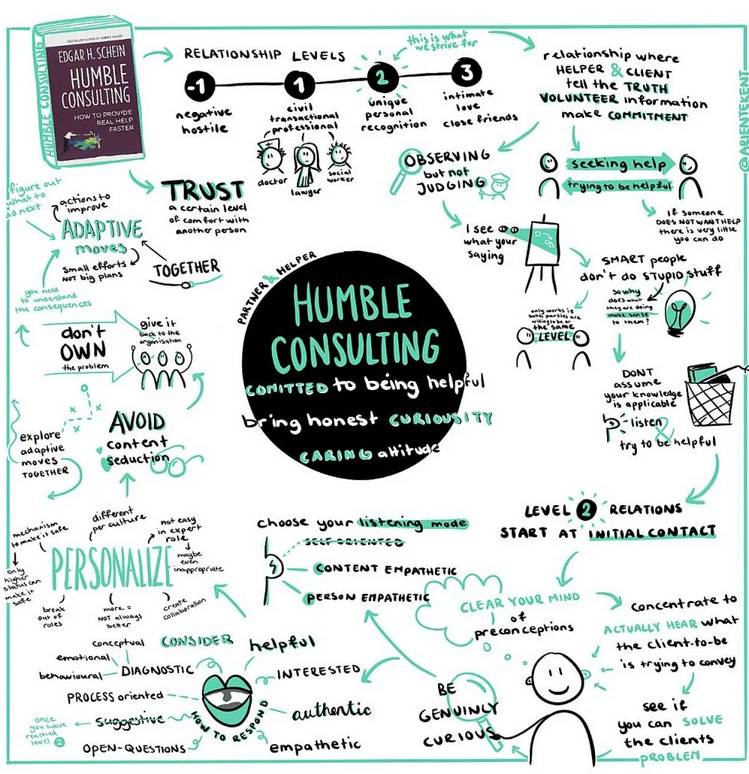 HUMBLE CONSULTING
EDGAR H. SCHEIN
HUMBLE
CONSULTING
HOW TO PROVIDE
REAL HELP
FASTER
RELATIONSHIP LEVELS
this is what
we strive for
-1
1
2
3
negative
hostile
civil
transactional
professional
unique
personal
recognition
intimate
love
close friends
doctor
lawyer
social
worker
relationship where
HELPER & CLIENT
tell the TRUTH
VOLUNTEER information
make COMMITMENT
@ARIENTEKENT
OBSERVING
but not
JUDGING
seeking help
trying to be helpful
If someone
DOES NOT WANT HELP
there is very little
you can do
I see
what your
saying
only works is
both parties are
willing to be at
the same
LEVEL
SMART people
don't do STUPID stuff
So why
does what
they are doing
make sense
to them?
DONT
assume
your knowledge
is applicable
listen
&
try to be helpful
LEVEL 2 RELATIONS
START AT INITIAL CONTACT
CLEAR YOUR MIND
of
preconceptions
concentrate to
ACTUALLY HEAR what
the client-to-be
is trying to convey
see if
you can SOLVE
the clients
PROBLEM
BE
GENUINLY
CURIOUS
Choose your listening mode
SELF ORIENTED
CONTENT EMPATHETIC
PERSON EMPATHETIC
CONSIDER
HOW TO RESPOND
helpful
INTERESTED
authentic
empathetic
conceptual
emotional
behavioural
DIAGNOSTIC
PROCESS oriented
suggestive
once
you have
reached
level 2
OPEN-QUESTIONS
PERSONALIZE
mechanism
to make it safe
different
per culture
not easy
in expert
role
maybe
even
inappropriate
only
higher
status can
make it
safe
break
out of
roles
more =
NOT always
better
create
collaboration
AVOID
content
seduction
explore
adaptive
moves
TOGETHER
don't
OWN
the problem
give it
back to the
organisation
you need
to understand
the consequences
figure out
what to
do next
actions to
improve
ADAPTIVE
moves
Small efforts
NOT big plans
TOGETHER
TRUST
a certain level
of comfort with
another person
PARTNER & HELPER
HUMBLE
CONSULTING
COMITTED to being helpful
bring honest CURIOUSITY
CARING attitude